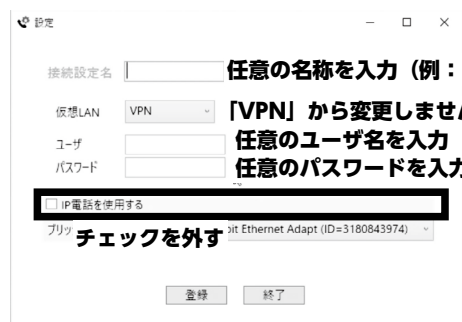 設定
接続設定名 任意の名称を入力（例：
仮想LAN VPN 「VPN」から変更しませ
ユーザ 任意のユーザ名を入力
パスワード 任意のパスワードを入力
IP電話を使用する
ブリッ チェックを外す bit Ethernet Adapt (ID=3180843974)
登録 終了